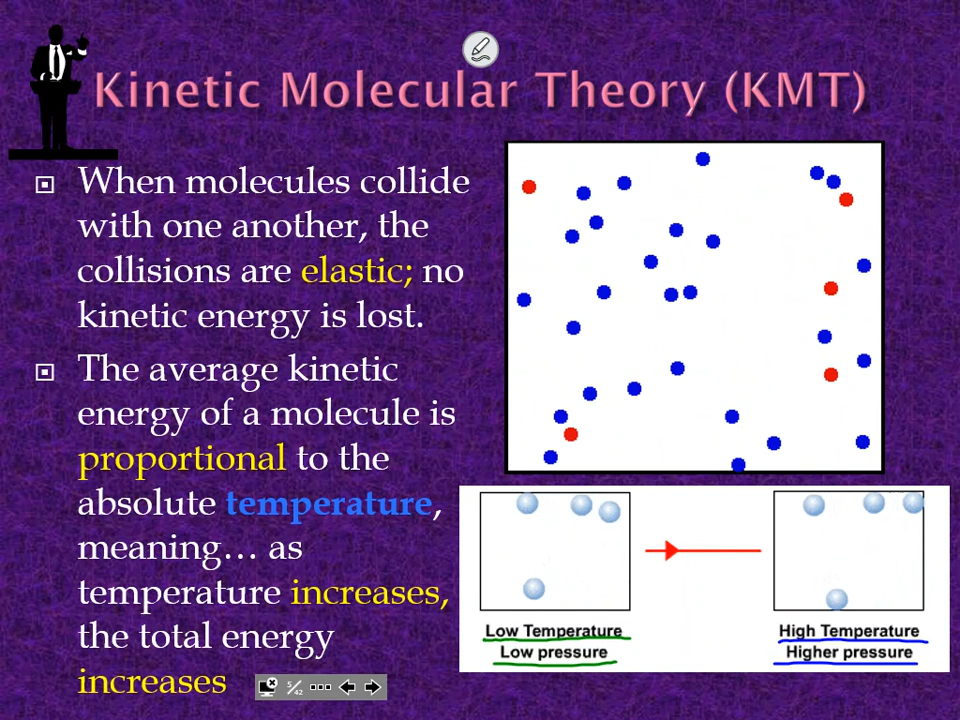 Kinetic Molecular Theory (KMT)
When molecules collide
with one another, the
collisions are elastic; no
kinetic energy is lost.
The average kinetic
energy of a molecule is
proportional to the
absolute temperature,
meaning… as
temperature increases,
the total energy
increases
Low Temperature
Low pressure
High Temperature
Higher pressure
5/42